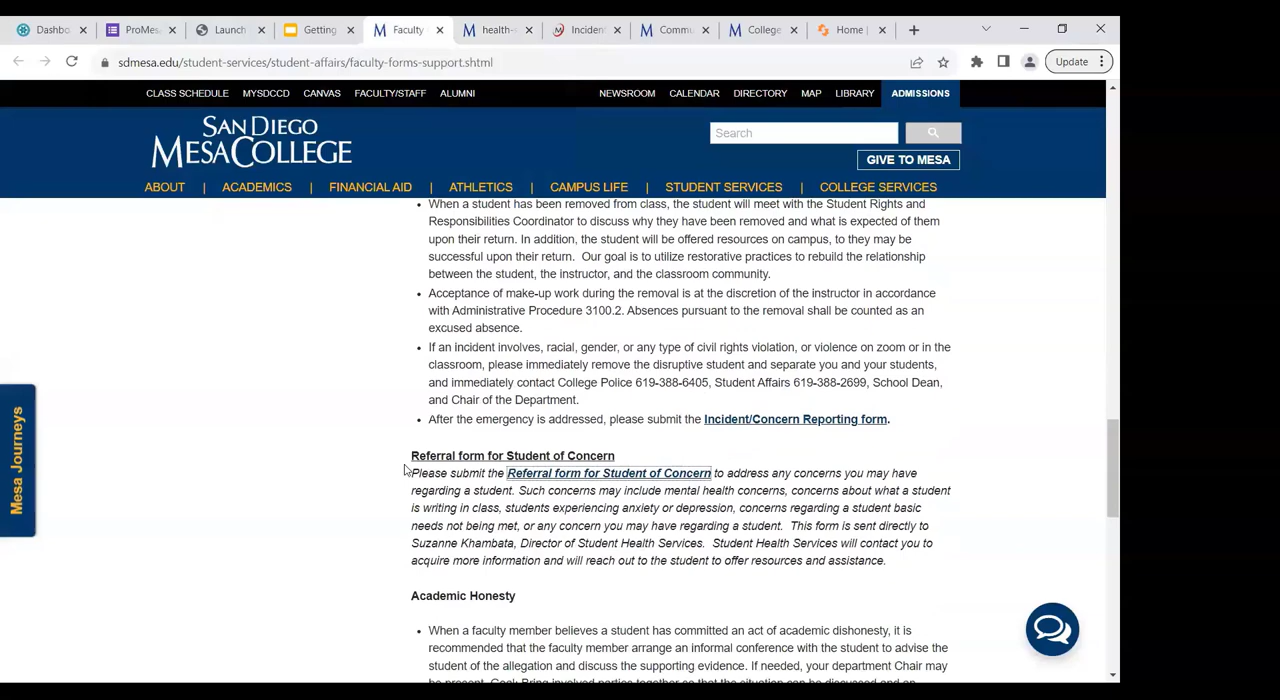 Dashbo
ProMes
Launch
Getting
Faculty
health-
Inciden
Commu
College
Home |
sdmesa.edu/student-services/student-affairs/faculty-forms-support.shtml
Update
CLASS SCHEDULE MYSDCCD CANVAS FACULTY/STAFF ALUMNI NEWSROOM CALENDAR DIRECTORY MAP LIBRARY ADMISSIONS
SAN DIEGO
MESA COLLEGE
Search
GIVE TO MESA
ABOUT | ACADEMICS | FINANCIAL AID | ATHLETICS | CAMPUS LIFE | STUDENT SERVICES | COLLEGE SERVICES
• When a student has been removed from class, the student will meet with the Student Rights and
Responsibilities Coordinator to discuss why they have been removed and what is expected of them
upon their return. In addition, the student will be offered resources on campus, to they may be
successful upon their return. Our goal is to utilize restorative practices to rebuild the relationship
between the student, the instructor, and the classroom community.
• Acceptance of make-up work during the removal is at the discretion of the instructor in accordance
with Administrative Procedure 3100.2. Absences pursuant to the removal shall be counted as an
excused absence.
• If an incident involves, racial, gender, or any type of civil rights violation, or violence on zoom or in the
classroom, please immediately remove the disruptive student and separate you and your students,
and immediately contact College Police 619-388-6405, Student Affairs 619-388-2699, School Dean,
and Chair of the Department.
• After the emergency is addressed, please submit the Incident/Concern Reporting form.
Referral form for Student of Concern
Please submit the Referral form for Student of Concern to address any concerns you may have
regarding a student. Such concerns may include mental health concerns, concerns about what a student
is writing in class, students experiencing anxiety or depression, concerns regarding a student basic
needs not being met, or any concern you may have regarding a student. This form is sent directly to
Suzanne Khambata, Director of Student Health Services. Student Health Services will contact you to
acquire more information and will reach out to the student to offer resources and assistance.
Academic Honesty
• When a faculty member believes a student has committed an act of academic dishonesty, it is
recommended that the faculty member arrange an informal conference with the student to advise the
student of the allegation and discuss the supporting evidence. If needed, your department Chair may
be present. Goal: Bring involved parties together so that the situation can be discussed and an
Mesa Journeys